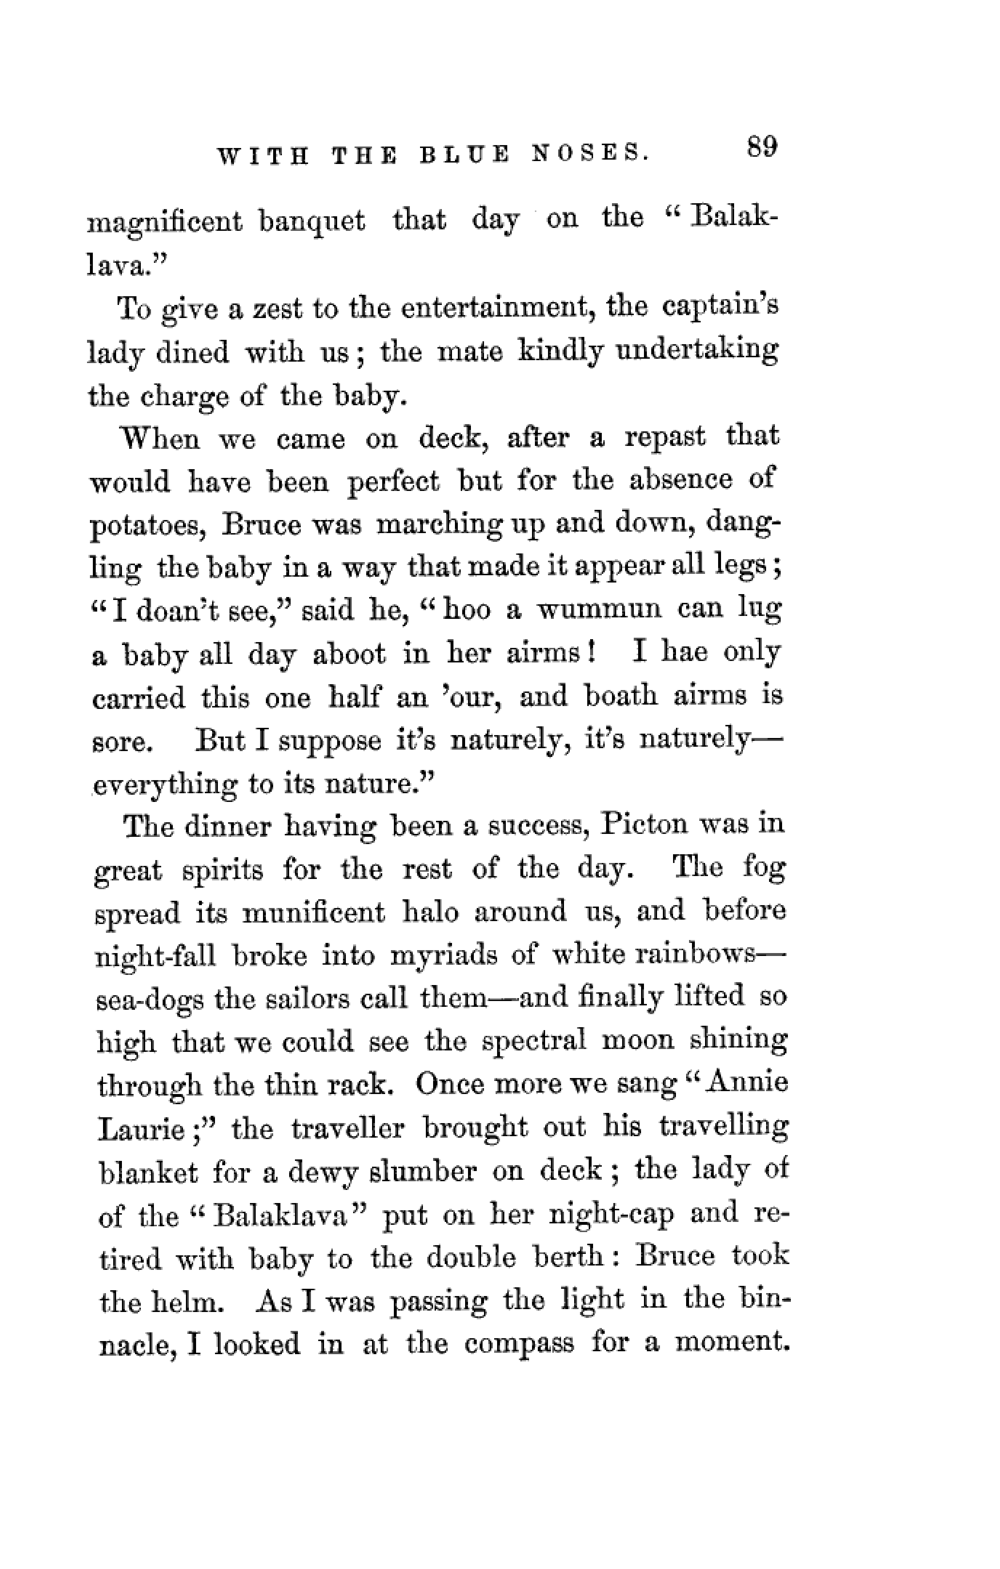 WITH THE BLUE NOSES. 89
magnificent banquet that day on the “ Balak-
lava.”
To give a zest to the entertainment, the captain’s
lady dined with us ; the mate kindly undertaking
the charge of the baby.
When we came on deck, after a repast that
would have been perfect but for the absence of
potatoes, Bruce was marching up and down, dang-
ling the baby in a way that made it appear all legs ;
“ I doan’t see,” said he, “ hoo a wummun can lug
a baby all day aboot in her airms ! I hae only
carried this one half an ’our, and boath airms is
sore. But I suppose it’s naturely, it’s naturely—
everything to its nature.”
The dinner having been a success, Picton was in
great spirits for the rest of the day. The fog
spread its munificent halo around us, and before
night-fall broke into myriads of white rainbows—
sea-dogs the sailors call them—and finally lifted so
high that we could see the spectral moon shining
through the thin rack. Once more we sang “ Annie
Laurie ;” the traveller brought out his travelling
blanket for a dewy slumber on deck ; the lady of
of the “ Balaklava” put on her night-cap and re-
tired with baby to the double berth : Bruce took
the helm. As I was passing the light in the bin-
nacle, I looked in at the compass for a moment.